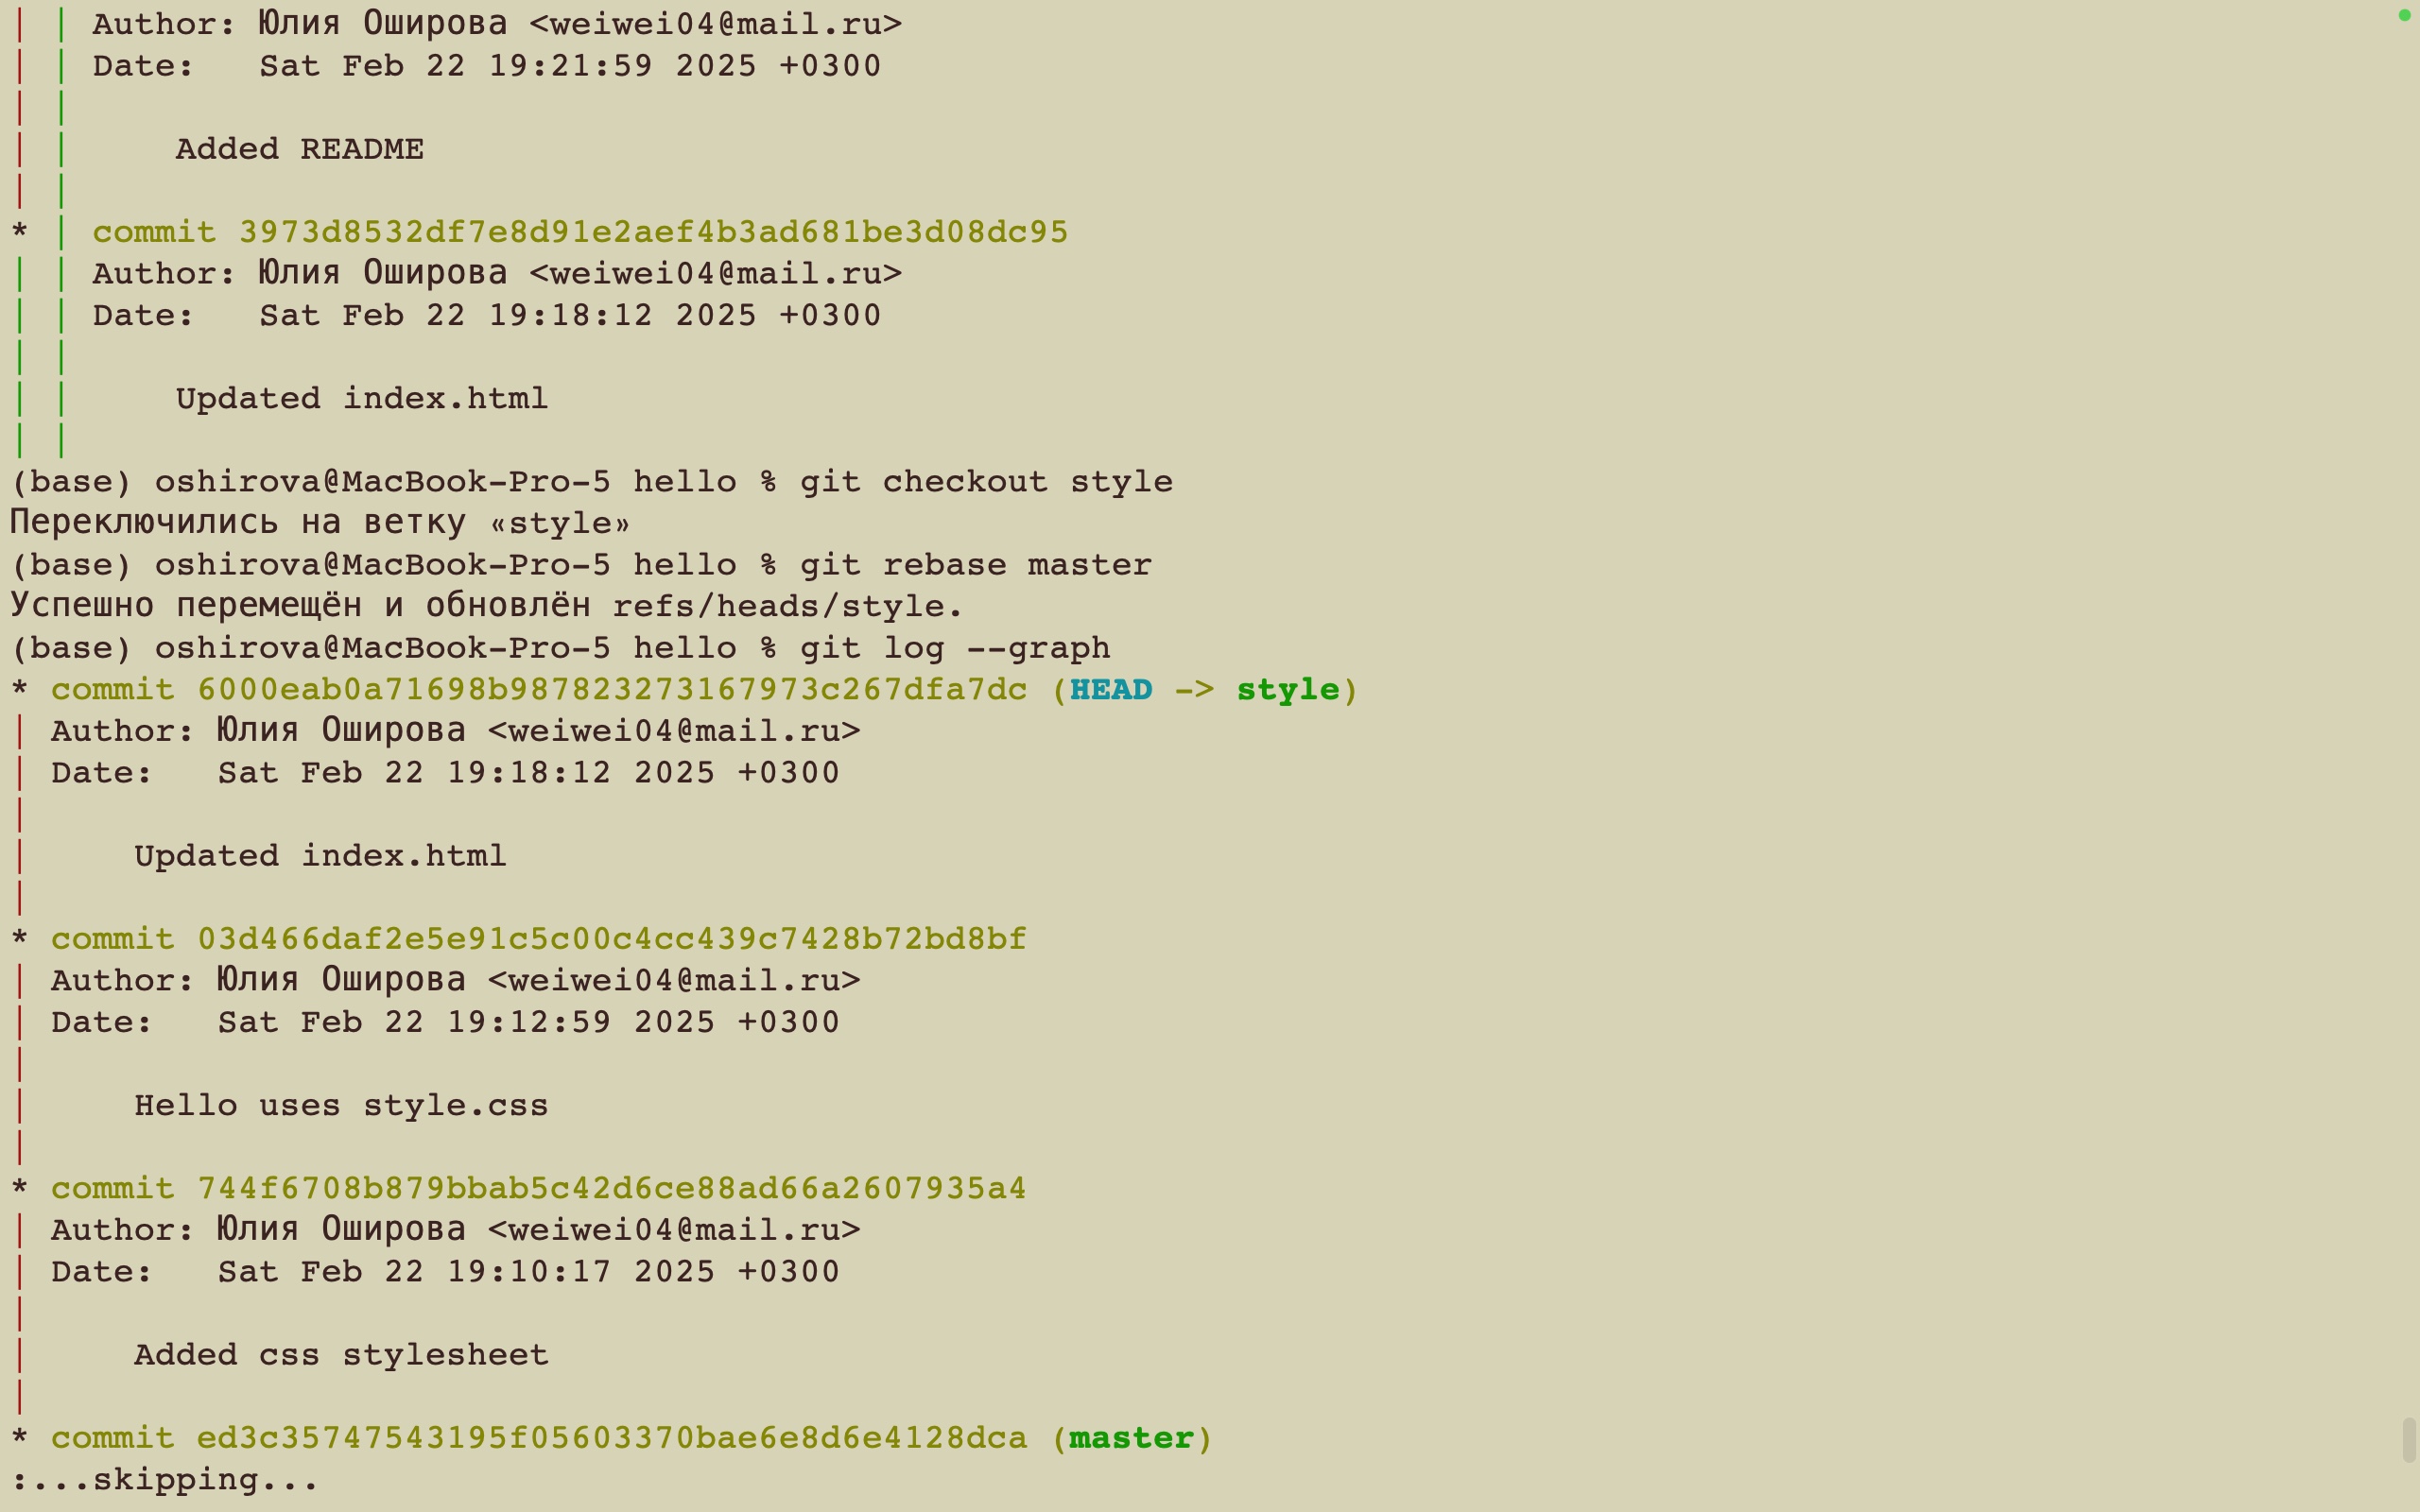 | | Author: Юлия Оширова <weiwei04@mail.ru>
| | Date:   Sat Feb 22 19:21:59 2025 +0300
| |
| |     Added README
| |
* | commit 3973d8532df7e8d91e2aef4b3ad681be3d08dc95
| | Author: Юлия Оширова <weiwei04@mail.ru>
| | Date:   Sat Feb 22 19:18:12 2025 +0300
| |
| |     Updated index.html
| |
(base) oshirova@MacBook-Pro-5 hello % git checkout style
Переключились на ветку «style»
(base) oshirova@MacBook-Pro-5 hello % git rebase master
Успешно перемещён и обновлён refs/heads/style.
(base) oshirova@MacBook-Pro-5 hello % git log --graph
* commit 6000eab0a71698b987823273167973c267dfa7dc (HEAD -> style)
| Author: Юлия Оширова <weiwei04@mail.ru>
| Date:   Sat Feb 22 19:18:12 2025 +0300
|
|     Updated index.html
|
* commit 03d466daf2e5e91c5c00c4cc439c7428b72bd8bf
| Author: Юлия Оширова <weiwei04@mail.ru>
| Date:   Sat Feb 22 19:12:59 2025 +0300
|
|     Hello uses style.css
|
* commit 744f6708b879bbab5c42d6ce88ad66a2607935a4
| Author: Юлия Оширова <weiwei04@mail.ru>
| Date:   Sat Feb 22 19:10:17 2025 +0300
|
|     Added css stylesheet
|
* commit ed3c35747543195f05603370bae6e8d6e4128dca (master)
:...skipping...